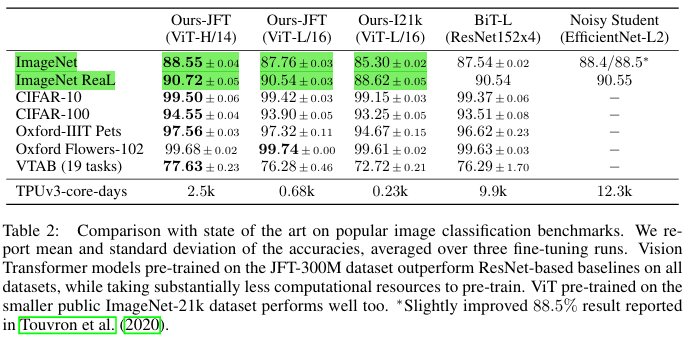 Ours-JFT Ours-JFT Ours-I21k BiT-L Noisy Student
(ViT-H/14) (ViT-L/16) (ViT-L/16) (ResNet152x4) (EfficientNet-L2)
ImageNet 88.55 ± 0.04 87.76 ± 0.03 85.30 ± 0.02 87.54 ± 0.02 88.4/88.5*
ImageNet ReaL 90.72 ± 0.05 90.54 ± 0.03 88.62 ± 0.05 90.54 90.55
CIFAR-10 99.50 ± 0.06 99.42 ± 0.03 99.15 ± 0.03 99.37 ± 0.06 −
CIFAR-100 94.55 ± 0.04 93.90 ± 0.05 93.25 ± 0.05 93.51 ± 0.08 −
Oxford-IIIT Pets 97.56 ± 0.03 97.32 ± 0.11 94.67 ± 0.15 96.62 ± 0.23 −
Oxford Flowers-102 99.68 ± 0.02 99.74 ± 0.00 99.61 ± 0.02 99.63 ± 0.03 −
VTAB (19 tasks) 77.63 ± 0.23 76.28 ± 0.46 72.72 ± 0.21 76.29 ± 1.70 −
TPUv3-core-days 2.5k 0.68k 0.23k 9.9k 12.3k
Table 2: Comparison with state of the art on popular image classification benchmarks. We re-
port mean and standard deviation of the accuracies, averaged over three fine-tuning runs. Vision
Transformer models pre-trained on the JFT-300M dataset outperform ResNet-based baselines on all
datasets, while taking substantially less computational resources to pre-train. ViT pre-trained on the
smaller public ImageNet-21k dataset performs well too. *Slightly improved 88.5% result reported
in Touvron et al. (2020).